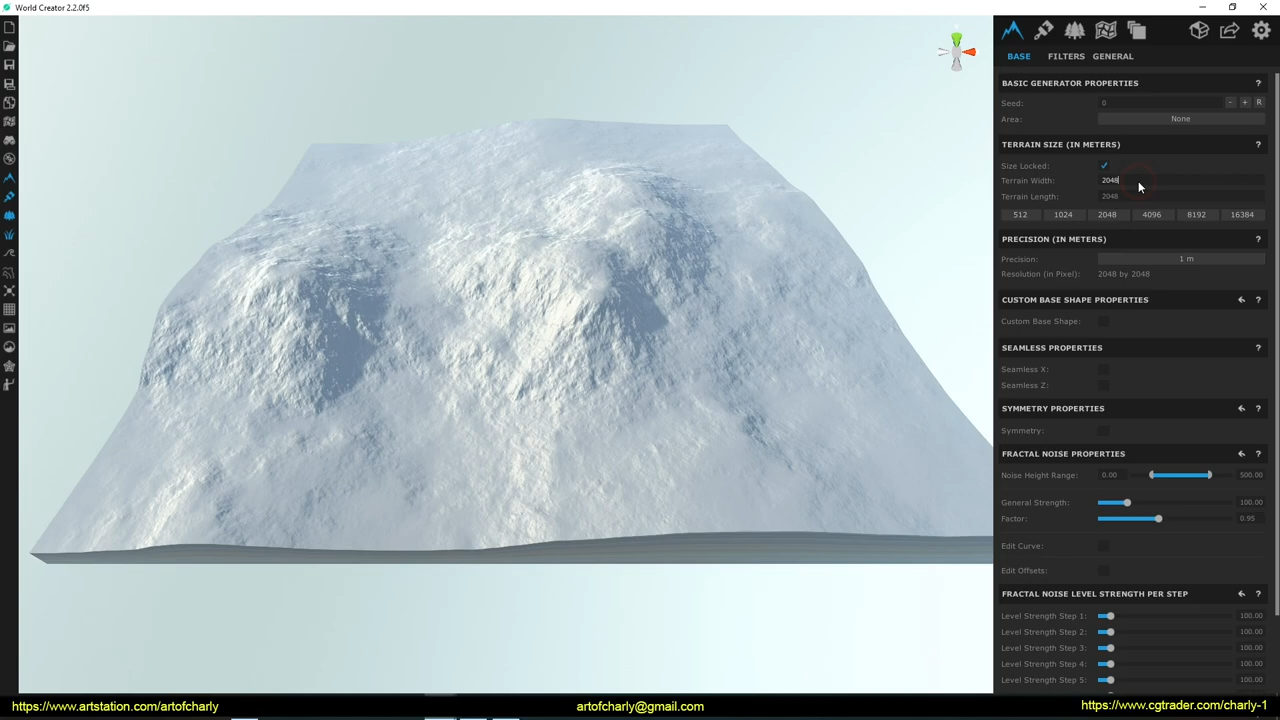 World Creator 2.2.0f5
BASE FILTERS GENERAL
BASIC GENERATOR PROPERTIES ?
Seed: 0 - + R
Area: None
TERRAIN SIZE (IN METERS) ?
Size Locked:
Terrain Width: 2048
Terrain Length: 2048
512 1024 2048 4096 8192 16384
PRECISION (IN METERS) ?
Precision: 1 m
Resolution (in Pixel): 2048 by 2048
CUSTOM BASE SHAPE PROPERTIES ?
Custom Base Shape:
SEAMLESS PROPERTIES ?
Seamless X:
Seamless Z:
SYMMETRY PROPERTIES ?
Symmetry:
FRACTAL NOISE PROPERTIES ?
Noise Height Range: 0.00 500.00
General Strength: 100.00
Factor: 0.95
Edit Curve:
Edit Offsets:
FRACTAL NOISE LEVEL STRENGTH PER STEP ?
Level Strength Step 1: 100.00
Level Strength Step 2: 100.00
Level Strength Step 3: 100.00
Level Strength Step 4: 100.00
Level Strength Step 5: 100.00
https://www.artstation.com/artofcharly artofcharly@gmail.com https://www.cgtrader.com/charly-1